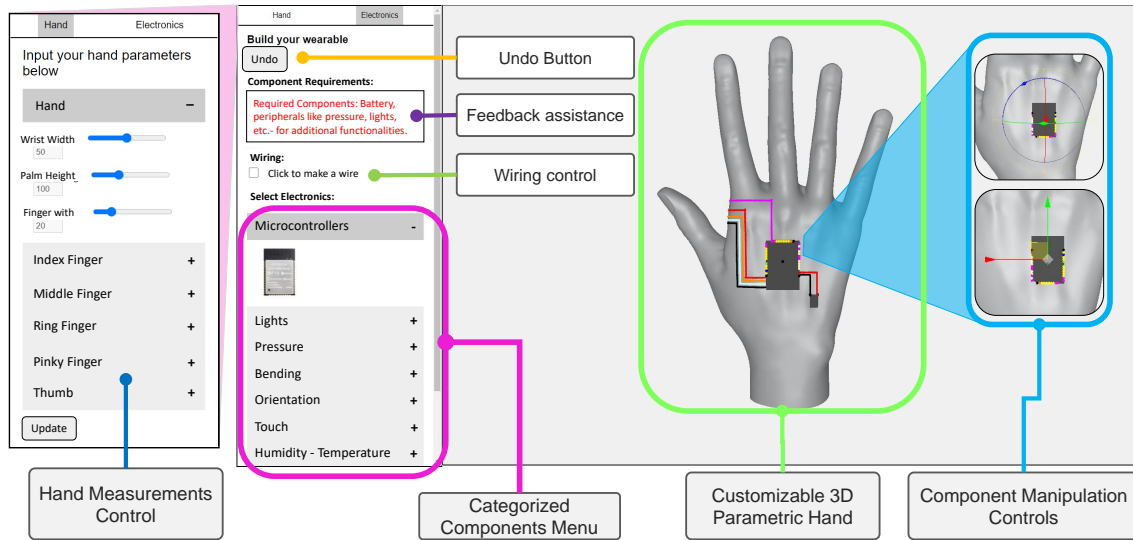 Hand Electronics
Input your hand parameters
below
Hand −
Wrist Width
50
Palm Height
100
Finger with
20
Index Finger +
Middle Finger +
Ring Finger +
Pinky Finger +
Thumb +
Update
Hand Measurements
Control
Hand Electronics
Build your wearable
Undo
Component Requirements:
Required Components: Battery,
peripherals like pressure, lights,
etc.- for additional functionalities.
Wiring:
Click to make a wire
Select Electronics:
Microcontrollers -
Lights +
Pressure +
Bending +
Orientation +
Touch +
Humidity - Temperature +
Undo Button
Feedback assistance
Wiring control
Categorized
Components Menu
Customizable 3D
Parametric Hand
Component Manipulation
Controls